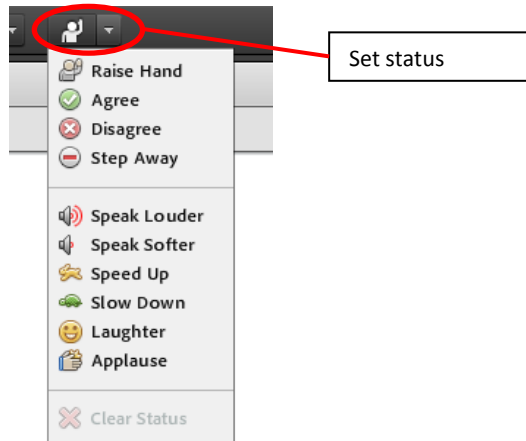 Set status
Raise Hand
Agree
Disagree
Step Away
Speak Louder
Speak Softer
Speed Up
Slow Down
Laughter
Applause
Clear Status